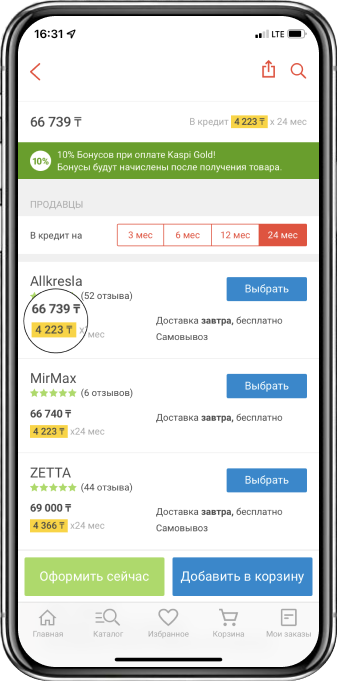 16:31 LTE
66 739 ₸ В кредит 4 223 ₸ x 24 мес
10% 10% Бонусов при оплате Kaspi Gold!
Бонусы будут начислены после получения товара.
ПРОДАВЦЫ
В кредит на 3 мес 6 мес 12 мес 24 мес
Allkresla Выбрать
(52 отзыва)
66 739 ₸
4 223 ₸ x мес
Доставка завтра, бесплатно
Самовывоз
MirMax Выбрать
(6 отзывов)
66 740 ₸ Доставка завтра, бесплатно
4 223 ₸ x24 мес
ZETTA Выбрать
(44 отзыва)
69 000 ₸ Доставка завтра, бесплатно
4 366 ₸ x24 мес Самовывоз
Оформить сейчас Добавить в корзину
Главная Каталог Избранное Корзина Мои заказы